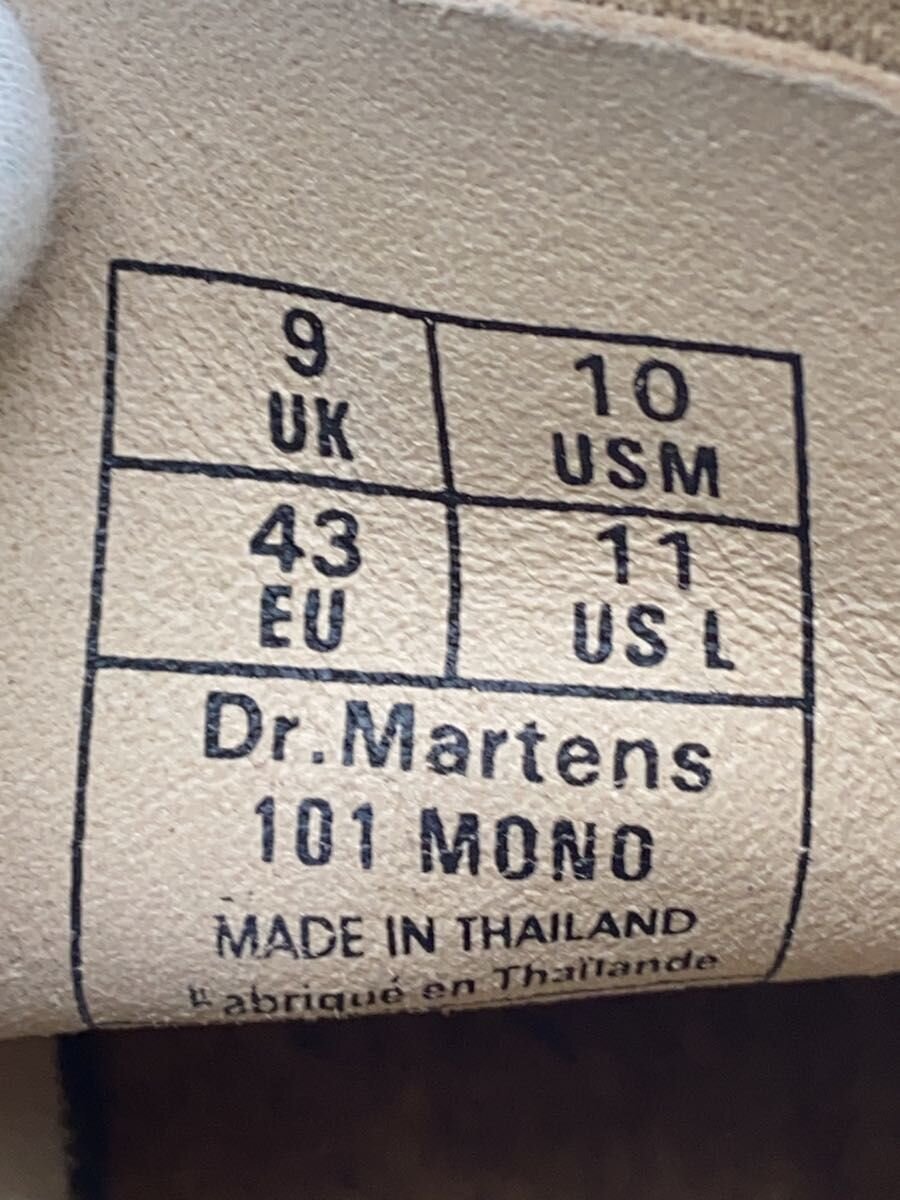 9
UK
10
USM
43
EU
11
US L
Dr.Martens
101 MONO
MADE IN THAILAND
Fabriqué en Thaïlande